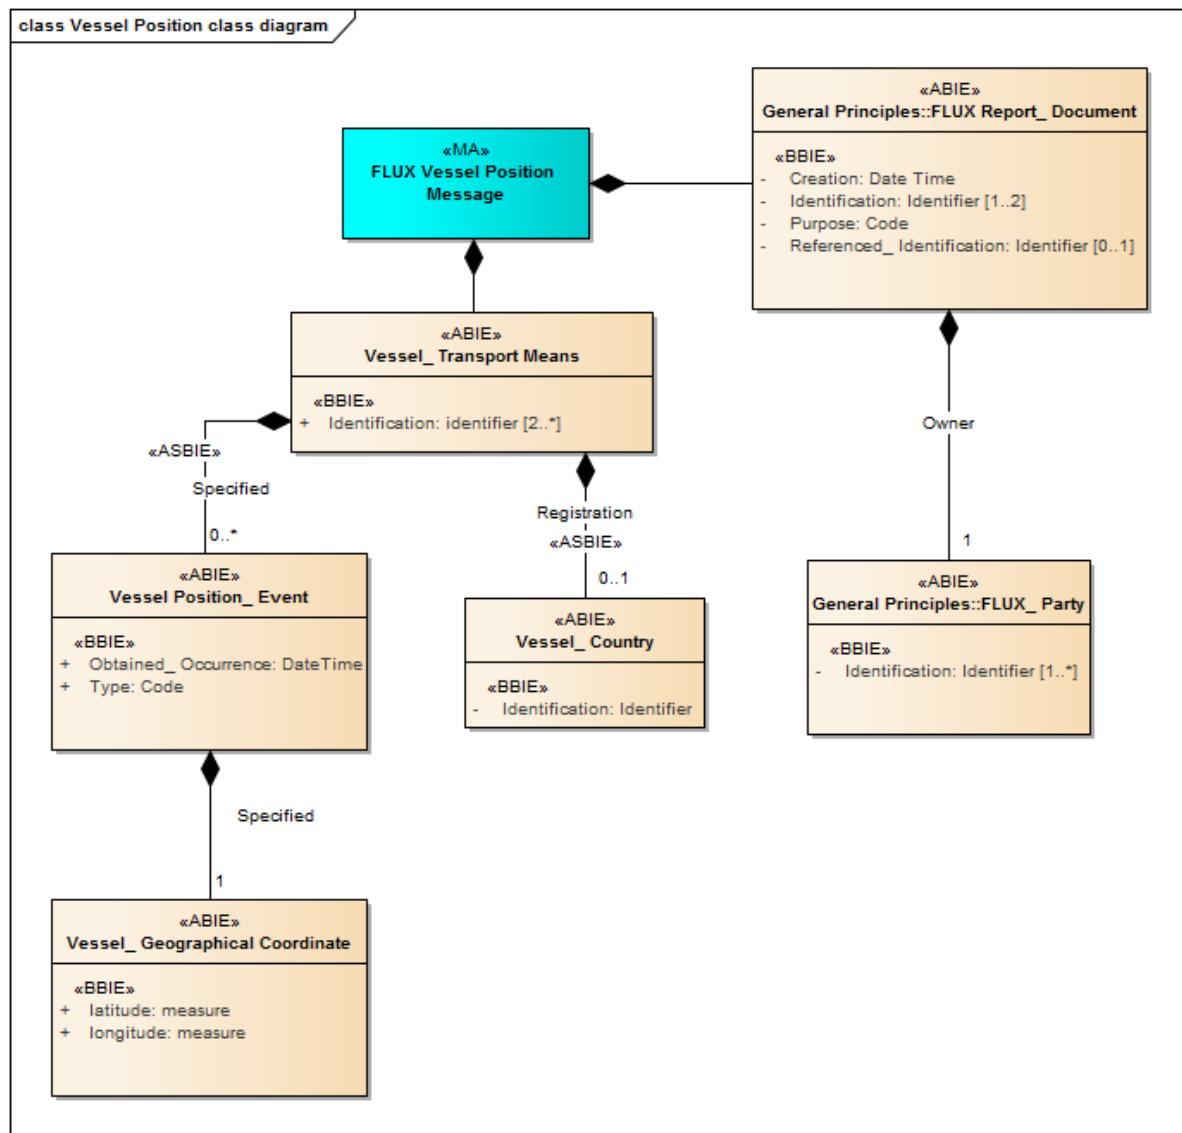 class Vessel Position class diagram
«ABIE»
General Principles::FLUX Report_ Document
«BBIE»
- Creation: Date Time
- Identification: Identifier [1..2]
- Purpose: Code
- Referenced_ Identification: Identifier [0..1]
«MA»
FLUX Vessel Position
Message
«ABIE»
Vessel_ Transport Means
«BBIE»
+ Identification: identifier [2..*]
«ASBIE»
Specified
0..*
Registration
«ASBIE»
0..1
Owner
1
«ABIE»
Vessel Position_ Event
«BBIE»
+ Obtained_ Occurrence: DateTime
+ Type: Code
«ABIE»
Vessel_ Country
«BBIE»
- Identification: Identifier
«ABIE»
General Principles::FLUX_ Party
«BBIE»
- Identification: Identifier [1..*]
Specified
1
«ABIE»
Vessel_ Geographical Coordinate
«BBIE»
+ latitude: measure
+ longitude: measure